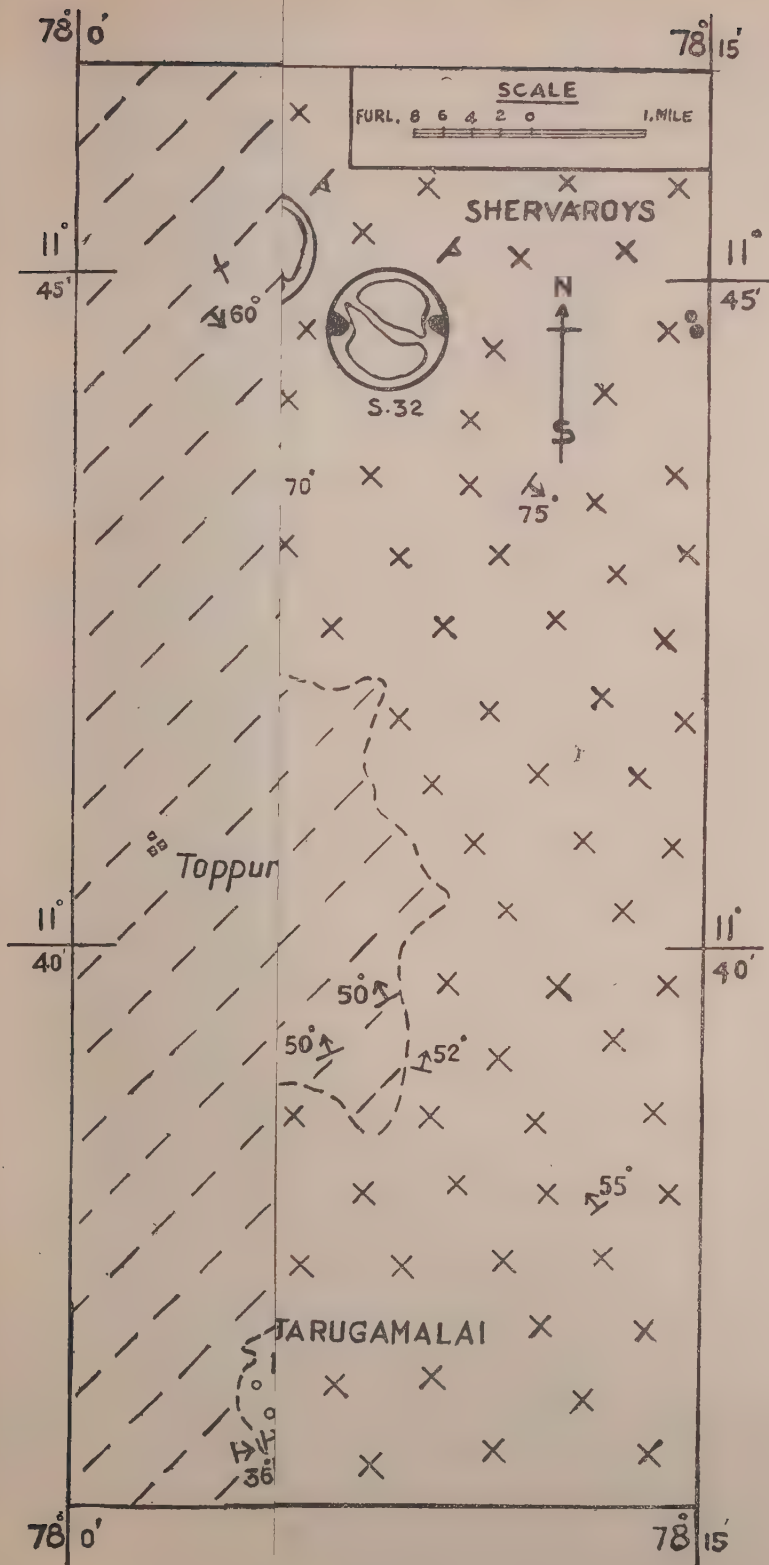 78° 0' 78° 15'
SCALE
FURL. 8 6 4 2 0 1. MILE
SHERVAROYS
11° 45' 11° 45'
N
60°
S.32
S
70°
75°
Toppur
11° 40' 11° 40'
50°
50° 52°
55°
TARUGAMALAI
36°
78° 0' 78° 15'